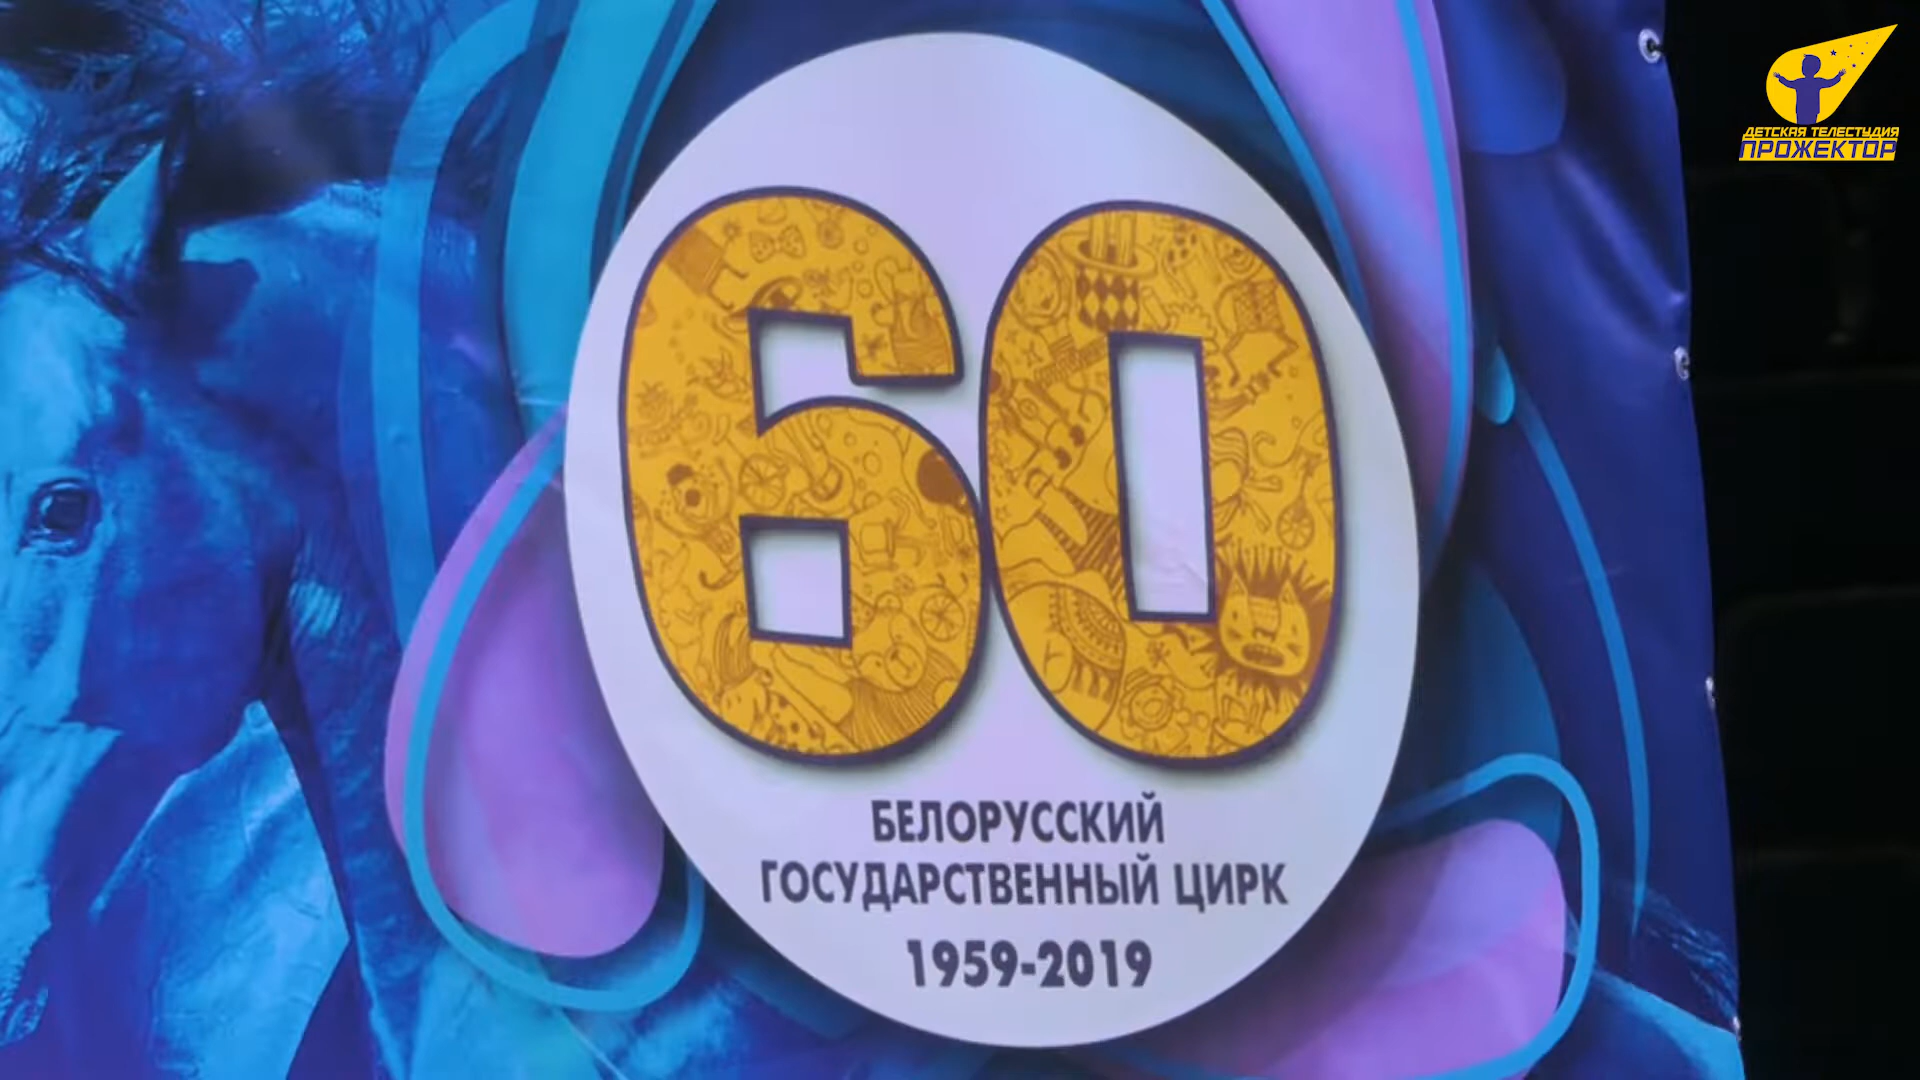 60
БЕЛОРУССКИЙ
ГОСУДАРСТВЕННЫЙ ЦИРК
1959-2019
ДЕТСКАЯ ТЕЛЕСТУДИЯ
ПРОЖЕКТОР